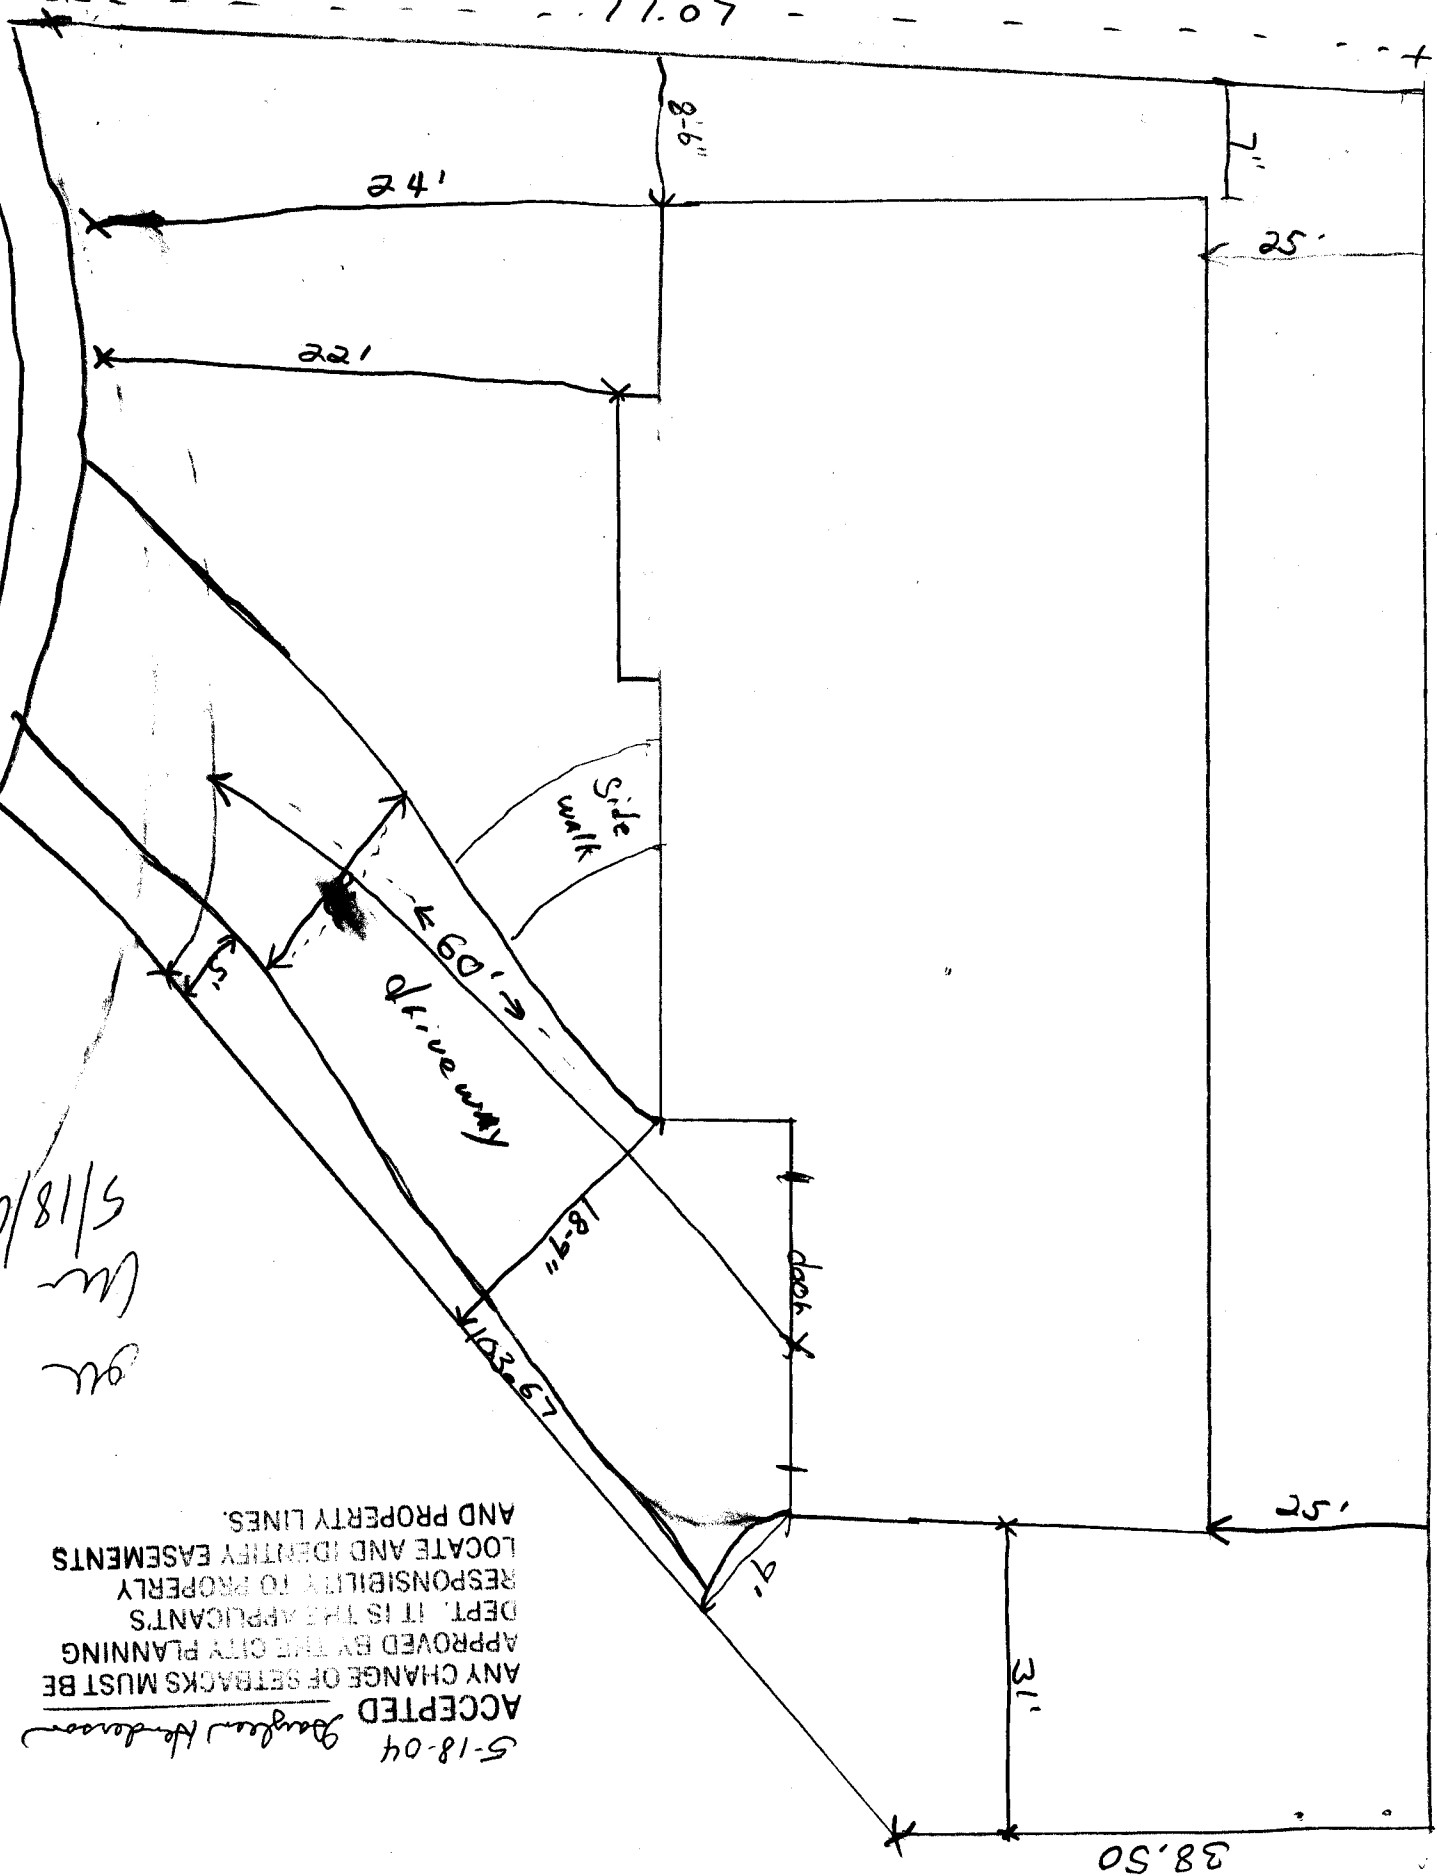 77.07
8'-6"
7"
24'
25'
22'
Side
walk
60'
driveway
5'
18-9"
door
103.67
9'
25'
31'
38.50
5-18-04
ACCEPTED
ANY CHANGE OF SETBACKS MUST BE
APPROVED BY THE CITY PLANNING
DEPT. IT IS THE APPLICANT'S
RESPONSIBILITY TO PROPERLY
LOCATE AND IDENTIFY EASEMENTS
AND PROPERTY LINES.